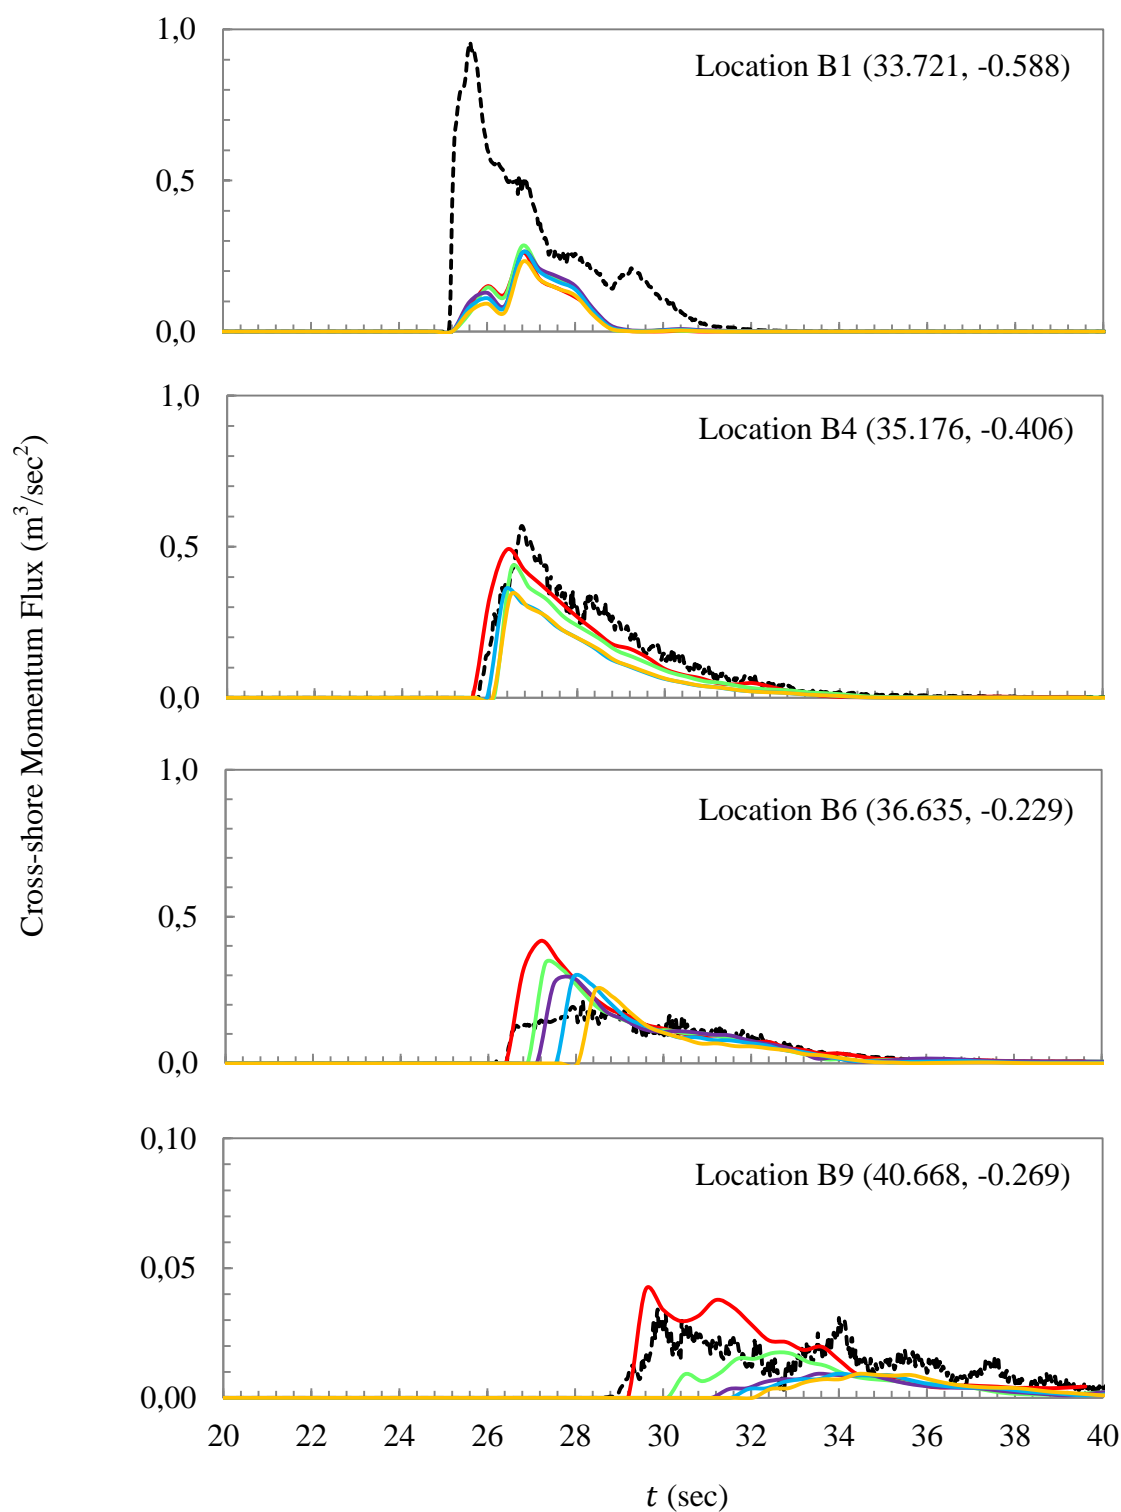 Cross-shore Momentum Flux (m³/sec²)
1,0
0,5
0,0
Location B1 (33.721, -0.588)
1,0
0,5
0,0
Location B4 (35.176, -0.406)
1,0
0,5
0,0
Location B6 (36.635, -0.229)
0,10
0,05
0,00
Location B9 (40.668, -0.269)
20 22 24 26 28 30 32 34 36 38 40
t (sec)